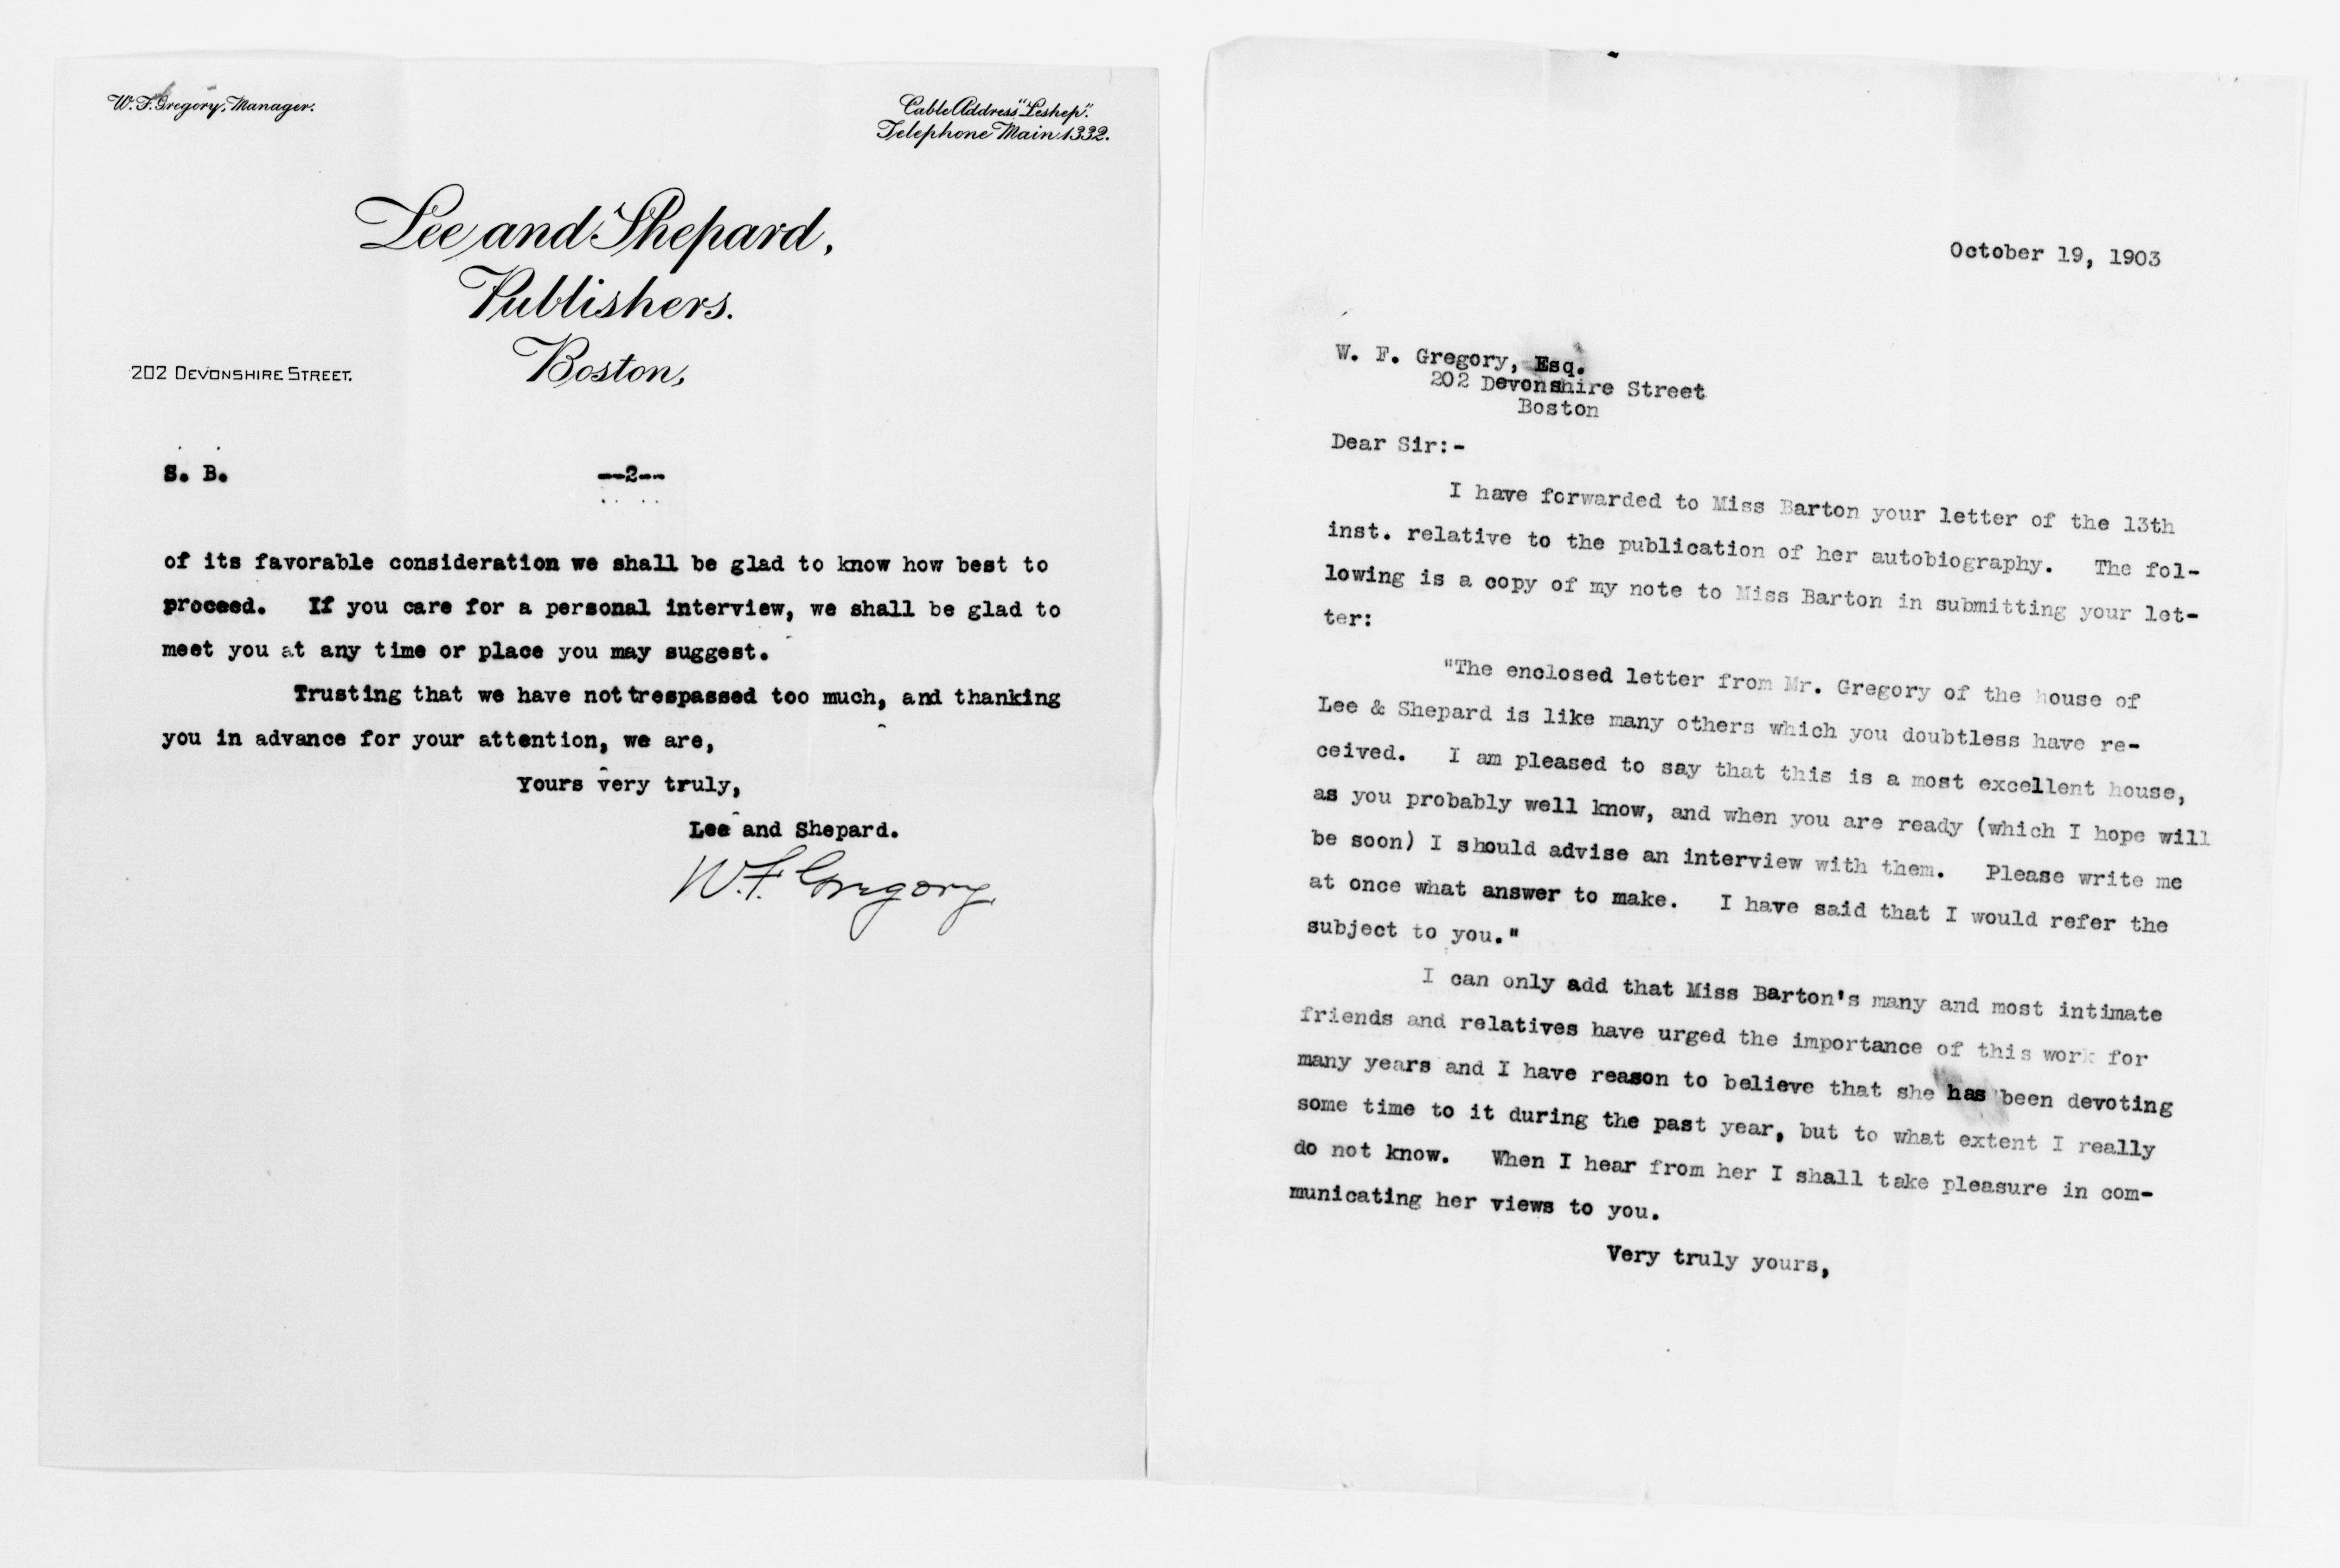 W. F. Gregory, Manager.
Cable Address "Leshep".
Telephone Main 1332.
Lee and Shepard,
Publishers.
Boston,
202 DEVONSHIRE STREET.
S. B.
--2--
of its favorable consideration we shall be glad to know how best to
proceed. If you care for a personal interview, we shall be glad to
meet you at any time or place you may suggest.
Trusting that we have not trespassed too much, and thanking
you in advance for your attention, we are,
Yours very truly,
Lee and Shepard.
W. F. Gregory
October 19, 1903
W. F. Gregory, Esq.
202 Devonshire Street
Boston
Dear Sir:-
I have forwarded to Miss Barton your letter of the 13th
inst. relative to the publication of her autobiography. The fol-
lowing is a copy of my note to Miss Barton in submitting your let-
ter:
"The enclosed letter from Mr. Gregory of the house of
Lee & Shepard is like many others which you doubtless have re-
ceived. I am pleased to say that this is a most excellent house,
as you probably well know, and when you are ready (which I hope will
be soon) I should advise an interview with them. Please write me
at once what answer to make. I have said that I would refer the
subject to you."
I can only add that Miss Barton's many and most intimate
friends and relatives have urged the importance of this work for
many years and I have reason to believe that she has been devoting
some time to it during the past year, but to what extent I really
do not know. When I hear from her I shall take pleasure in com-
municating her views to you.
Very truly yours,